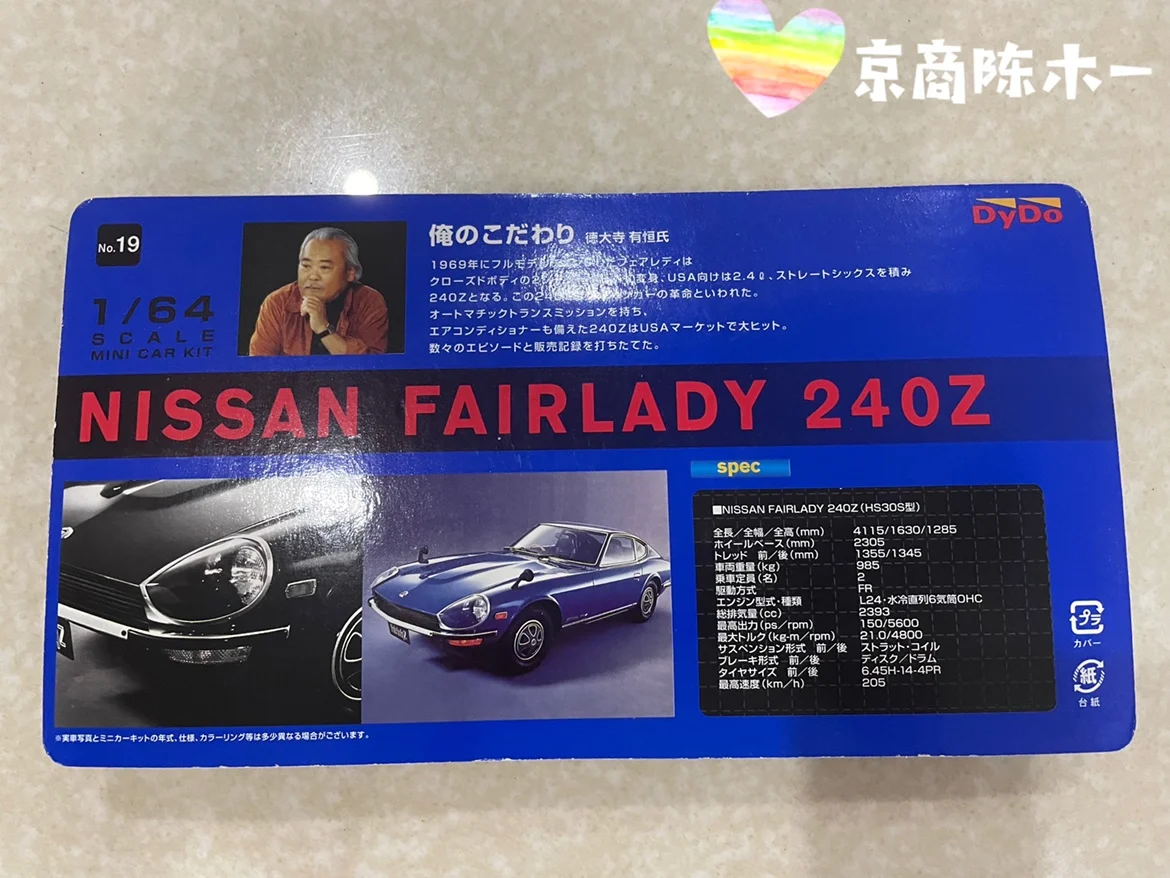 京商陈ホー
DyDo
No.19
1/64
SCALE
MINI CAR KIT
俺のこだわり 徳大寺 有恒氏
1969年にフルモデル フェアレディは
クローズドボディの 変身、USA向けは2.4ℓ、ストレートシックスを積み
240Zとなる。この カーの革命といわれた。
オートマチックトランスミッションを持ち、
エアコンディショナーも備えた240ZはUSAマーケットで大ヒット。
数々のエピソードと販売記録を打ちたてた。
NISSAN FAIRLADY 240Z
spec
■NISSAN FAIRLADY 240Z(HS30S型)
全長/全幅/全高(mm) 4115/1630/1285
ホイールベース(mm) 2305
トレッド 前/後(mm) 1355/1345
車両重量(kg) 985
乗車定員(名) 2
駆動方式 FR
エンジン型式・種類 L24・水冷直列6気筒OHC
総排気量(cc) 2393
最高出力(ps/rpm) 150/5600
最大トルク(kg-m/rpm) 21.0/4800
サスペンション形式 前/後 ストラット・コイル
ブレーキ形式 前/後 ディスク/ドラム
タイヤサイズ 前/後 6.45H-14-4PR
最高速度(km/h) 205
プラ
カバー
紙
台紙
※実車写真とミニカーキットの年式、仕様、カラーリング等は多少異なる場合がございます。